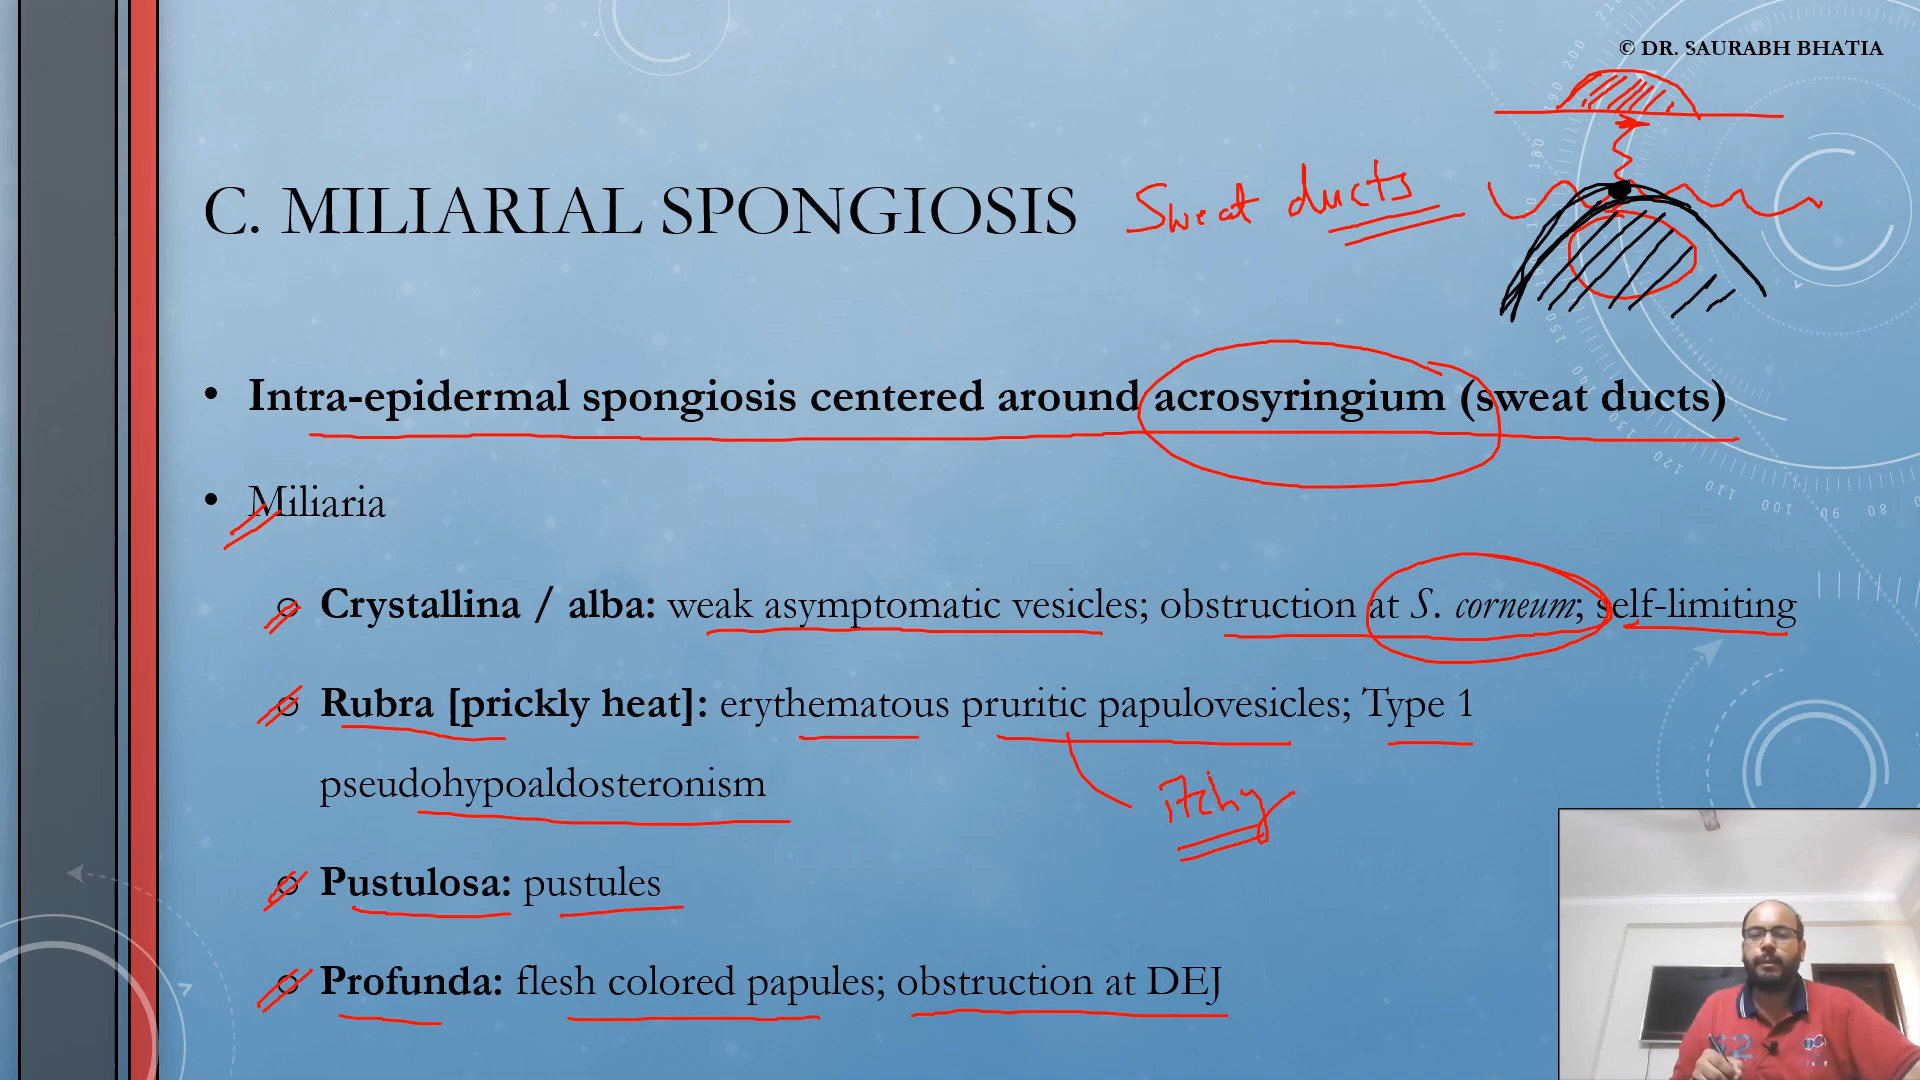 © DR. SAURABH BHATIA
C. MILIARIAL SPONGIOSIS
Sweat ducts
• Intra-epidermal spongiosis centered around acrosyringium (sweat ducts)
• Miliaria
o Crystallina / alba: weak asymptomatic vesicles; obstruction at S. corneum; self-limiting
o Rubra [prickly heat]: erythematous pruritic papulovesicles; Type 1
pseudohypoaldosteronism
itchy
o Pustulosa: pustules
o Profunda: flesh colored papules; obstruction at DEJ